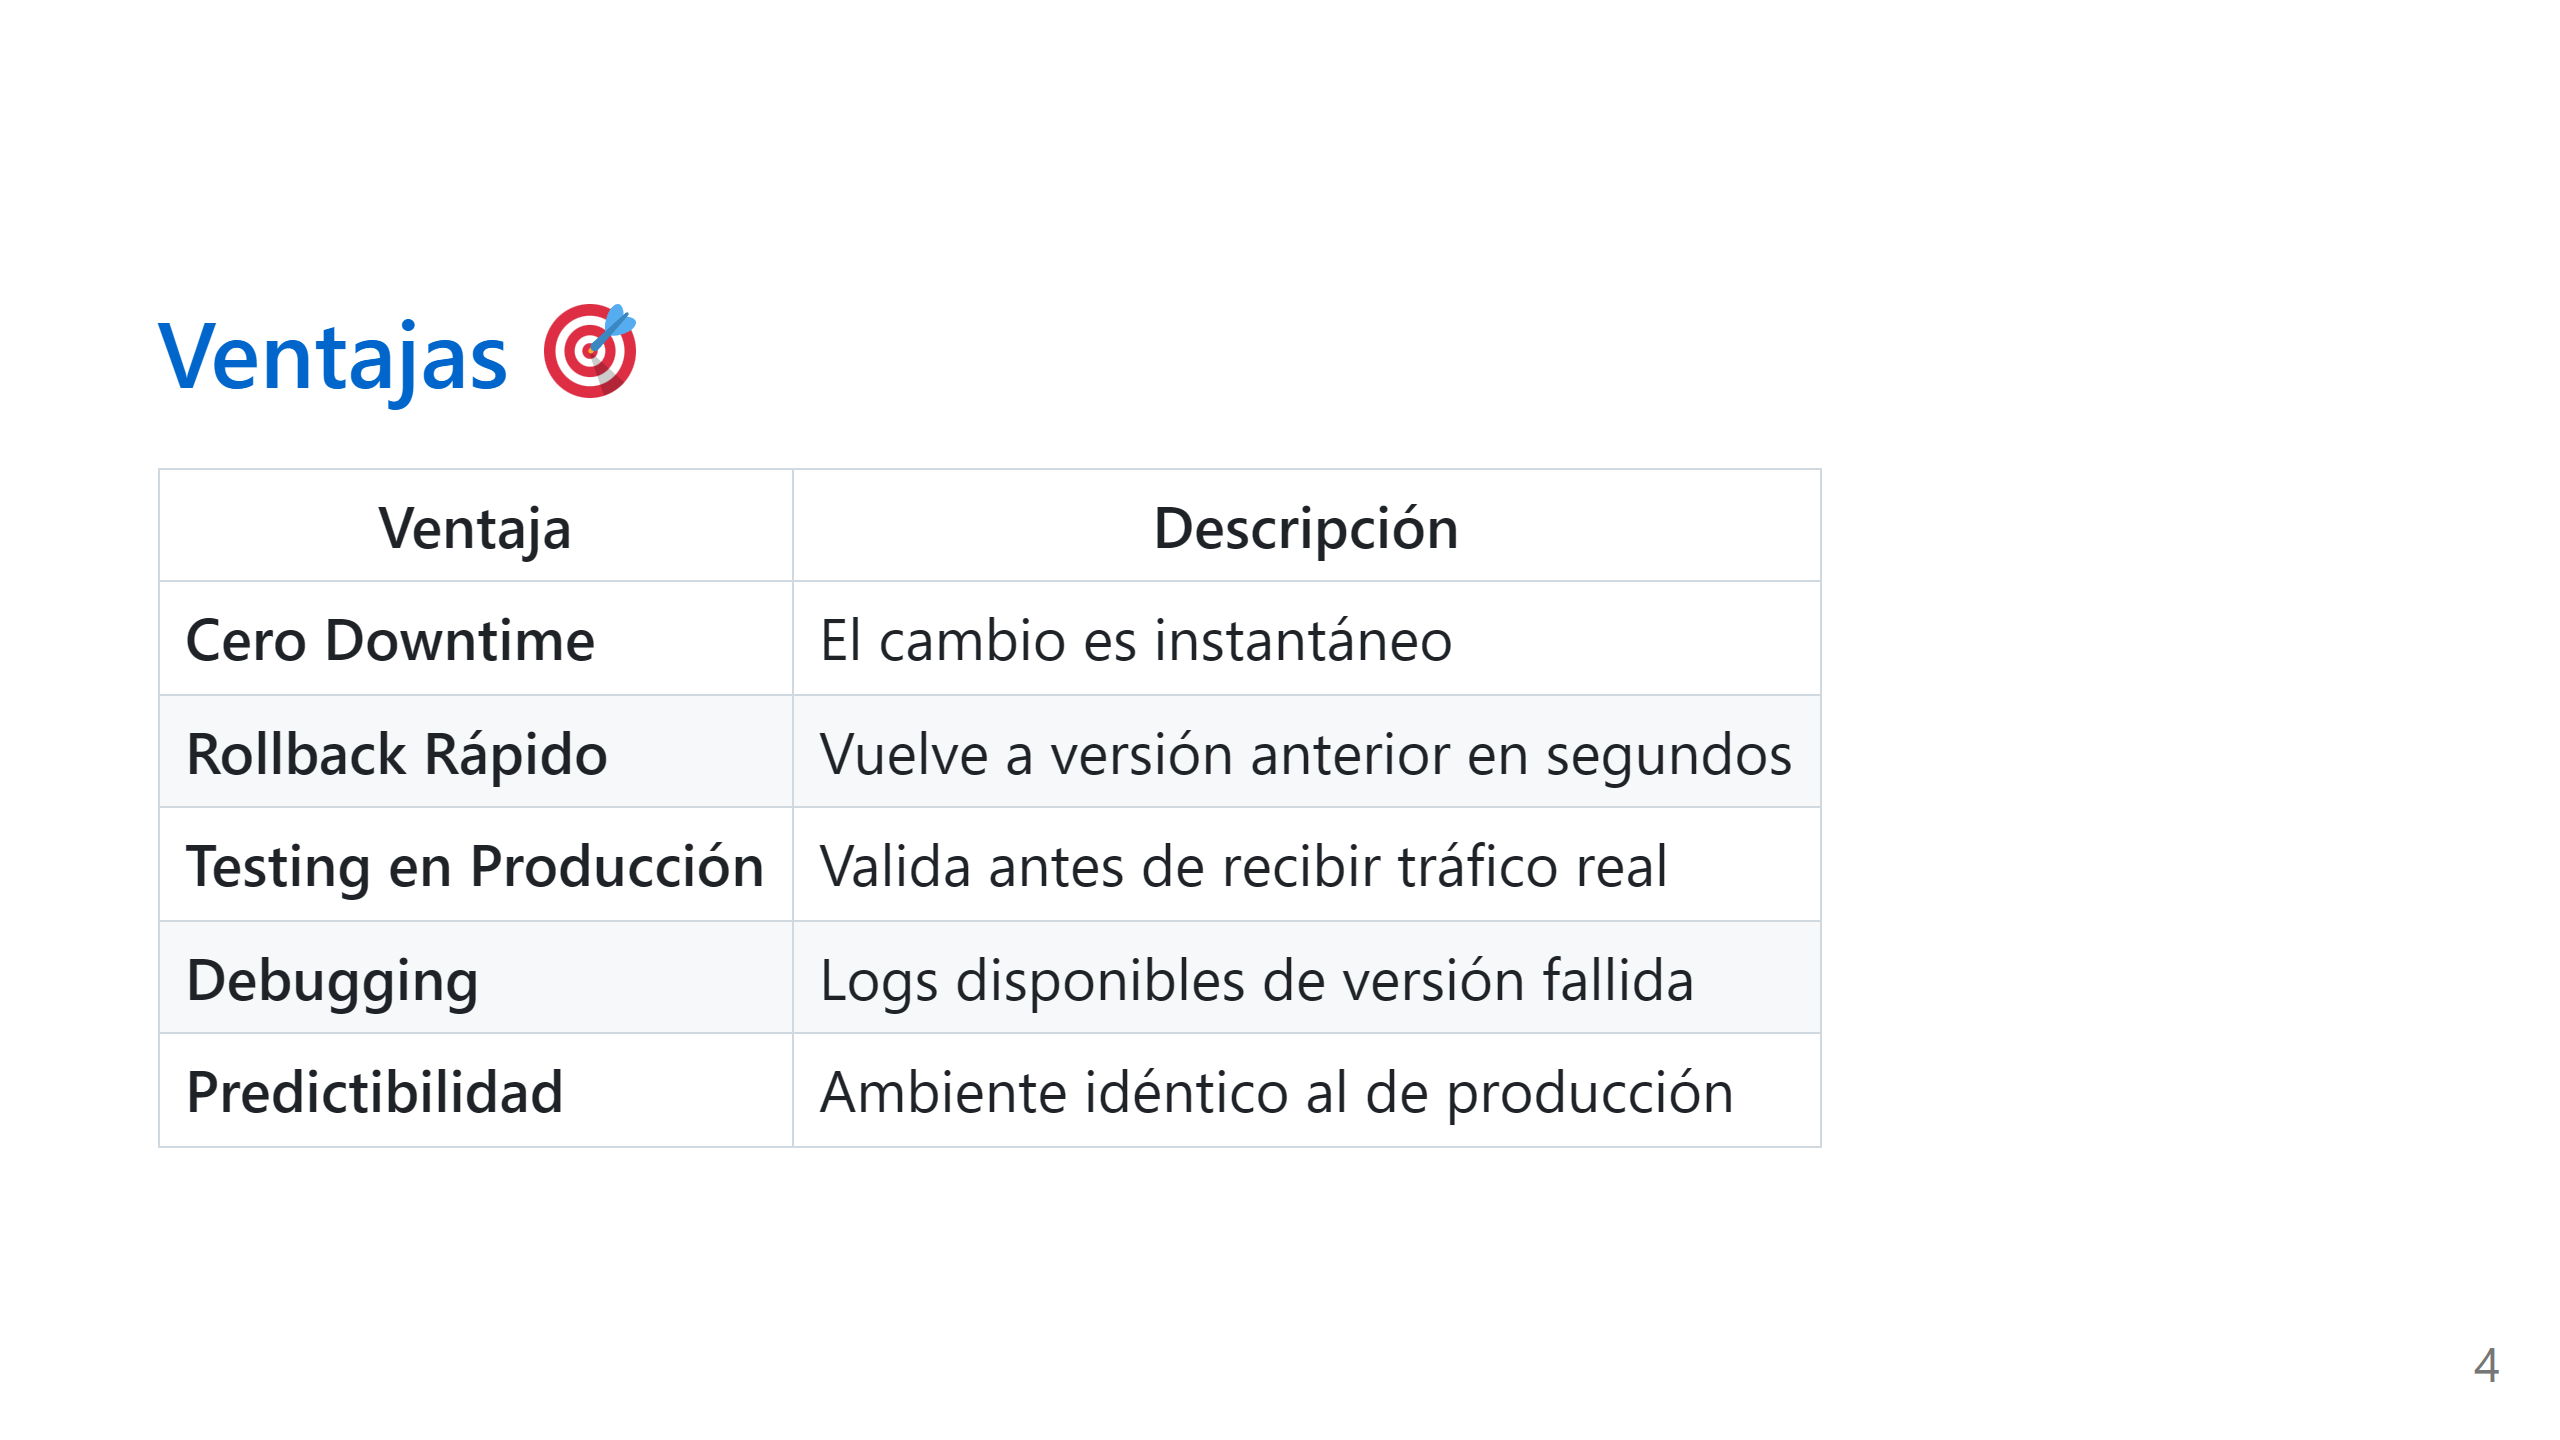 Ventajas 🎯
Ventaja Descripción
Cero Downtime El cambio es instantáneo
Rollback Rápido Vuelve a versión anterior en segundos
Testing en Producción Valida antes de recibir tráfico real
Debugging Logs disponibles de versión fallida
Predictibilidad Ambiente idéntico al de producción
4